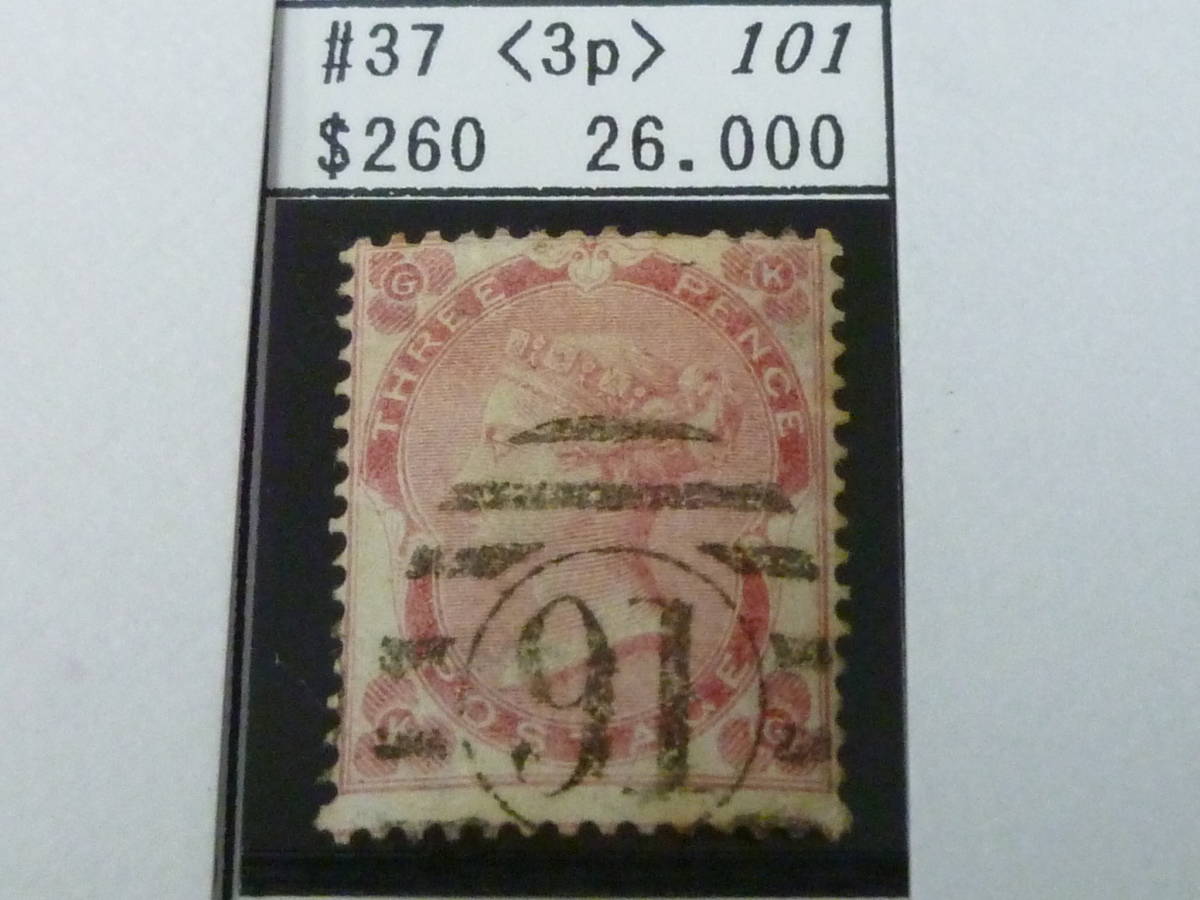 #37 <3p> 101
$260 26.000
G K
THREE PENCE
91
K G
POSTAGE